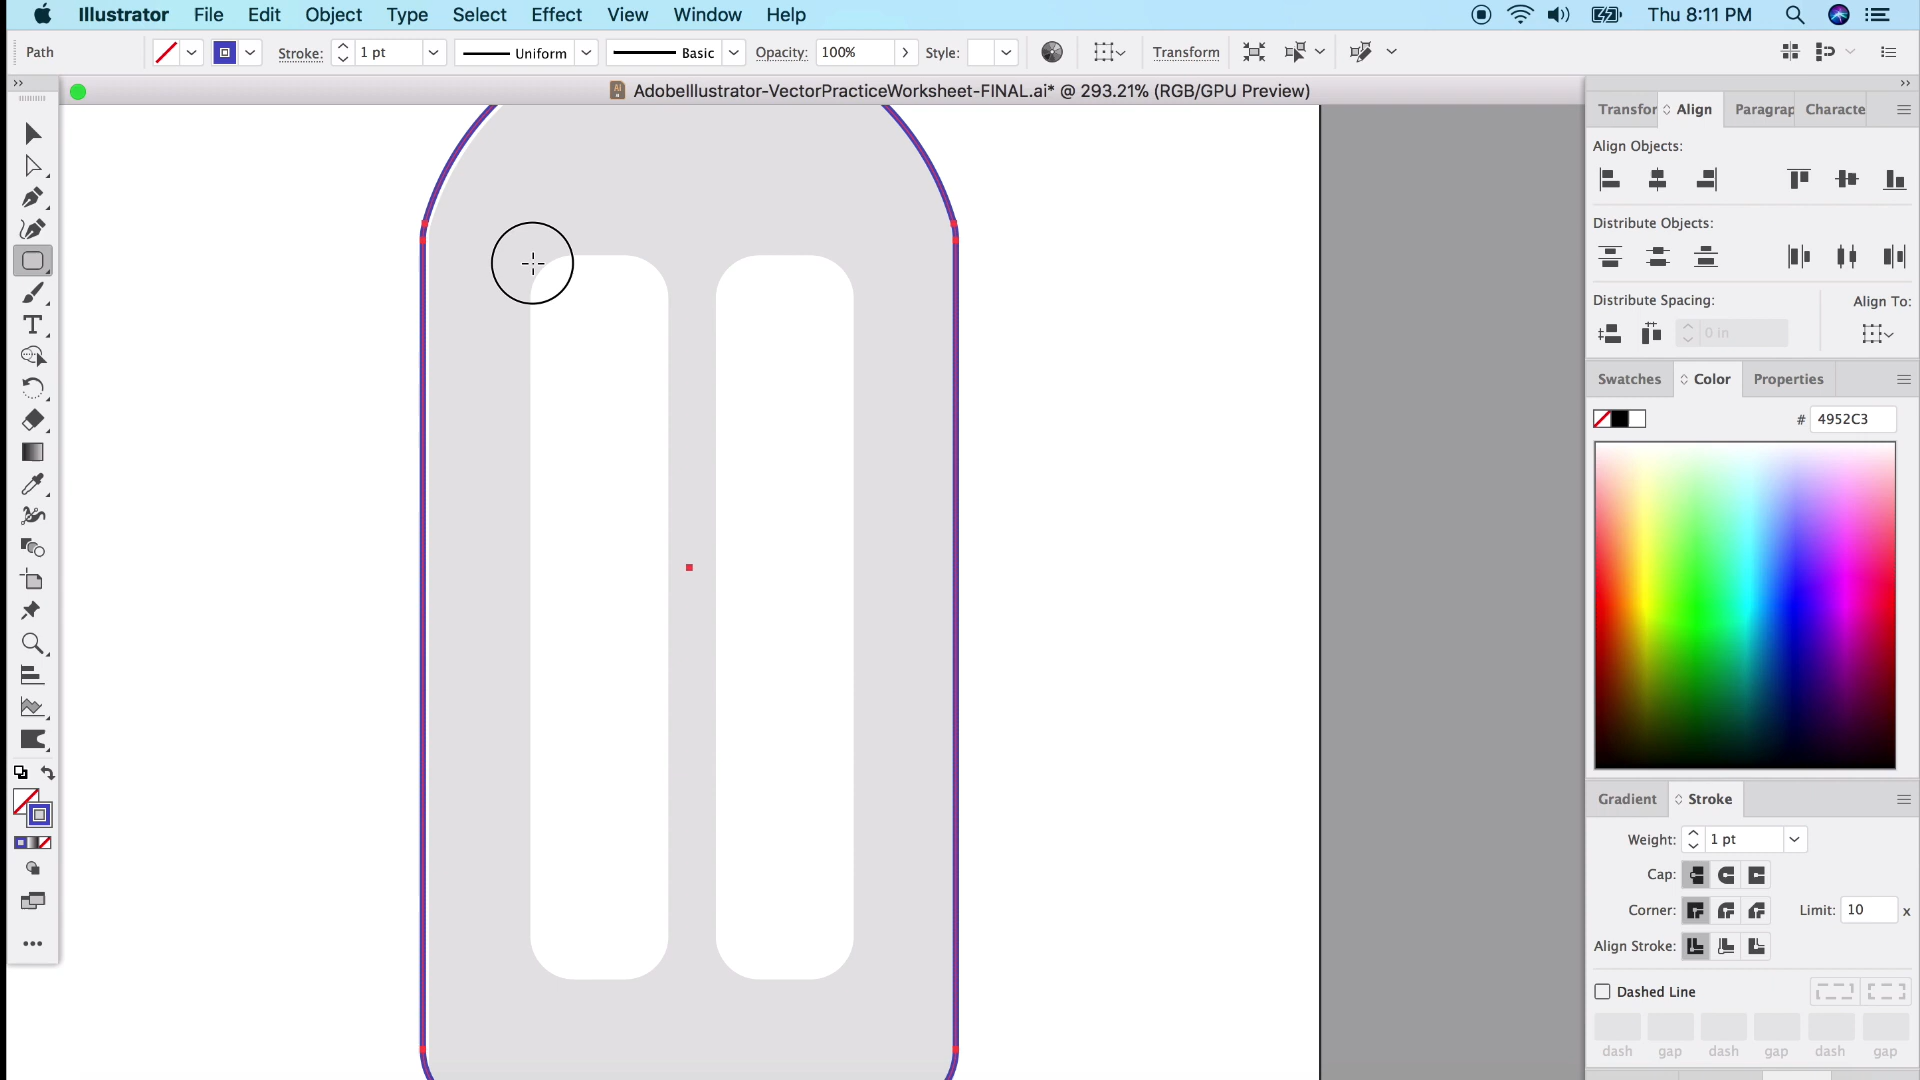 Illustrator File Edit Object Type Select Effect View Window Help Thu 8:11 PM
Path Stroke: 1 pt Uniform Basic Opacity: 100% Style: Transform
AdobeIllustrator-VectorPracticeWorksheet-FINAL.ai* @ 293.21% (RGB/GPU Preview)
Transfor Align Paragrap Characte
Align Objects:
Distribute Objects:
Distribute Spacing: Align To:
0 in
Swatches Color Properties
# 4952C3
Gradient Stroke
Weight: 1 pt
Cap:
Corner: Limit: 10 x
Align Stroke:
Dashed Line
dash gap dash gap dash gap